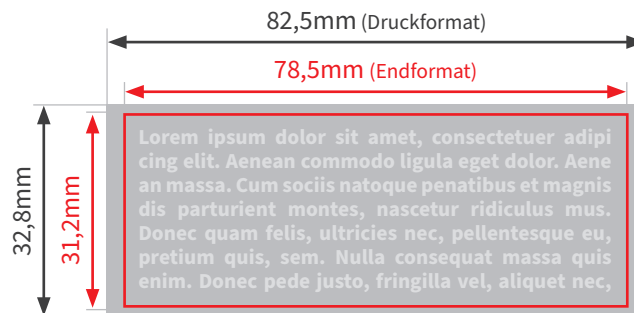 82,5mm (Druckformat)
78,5mm (Endformat)
32,8mm
31,2mm
Lorem ipsum dolor sit amet, consectetuer adipi
cing elit. Aenean commodo ligula eget dolor. Aene
an massa. Cum sociis natoque penatibus et magnis
dis parturient montes, nascetur ridiculus mus.
Donec quam felis, ultricies nec, pellentesque eu,
pretium quis, sem. Nulla consequat massa quis
enim. Donec pede justo, fringilla vel, aliquet nec,